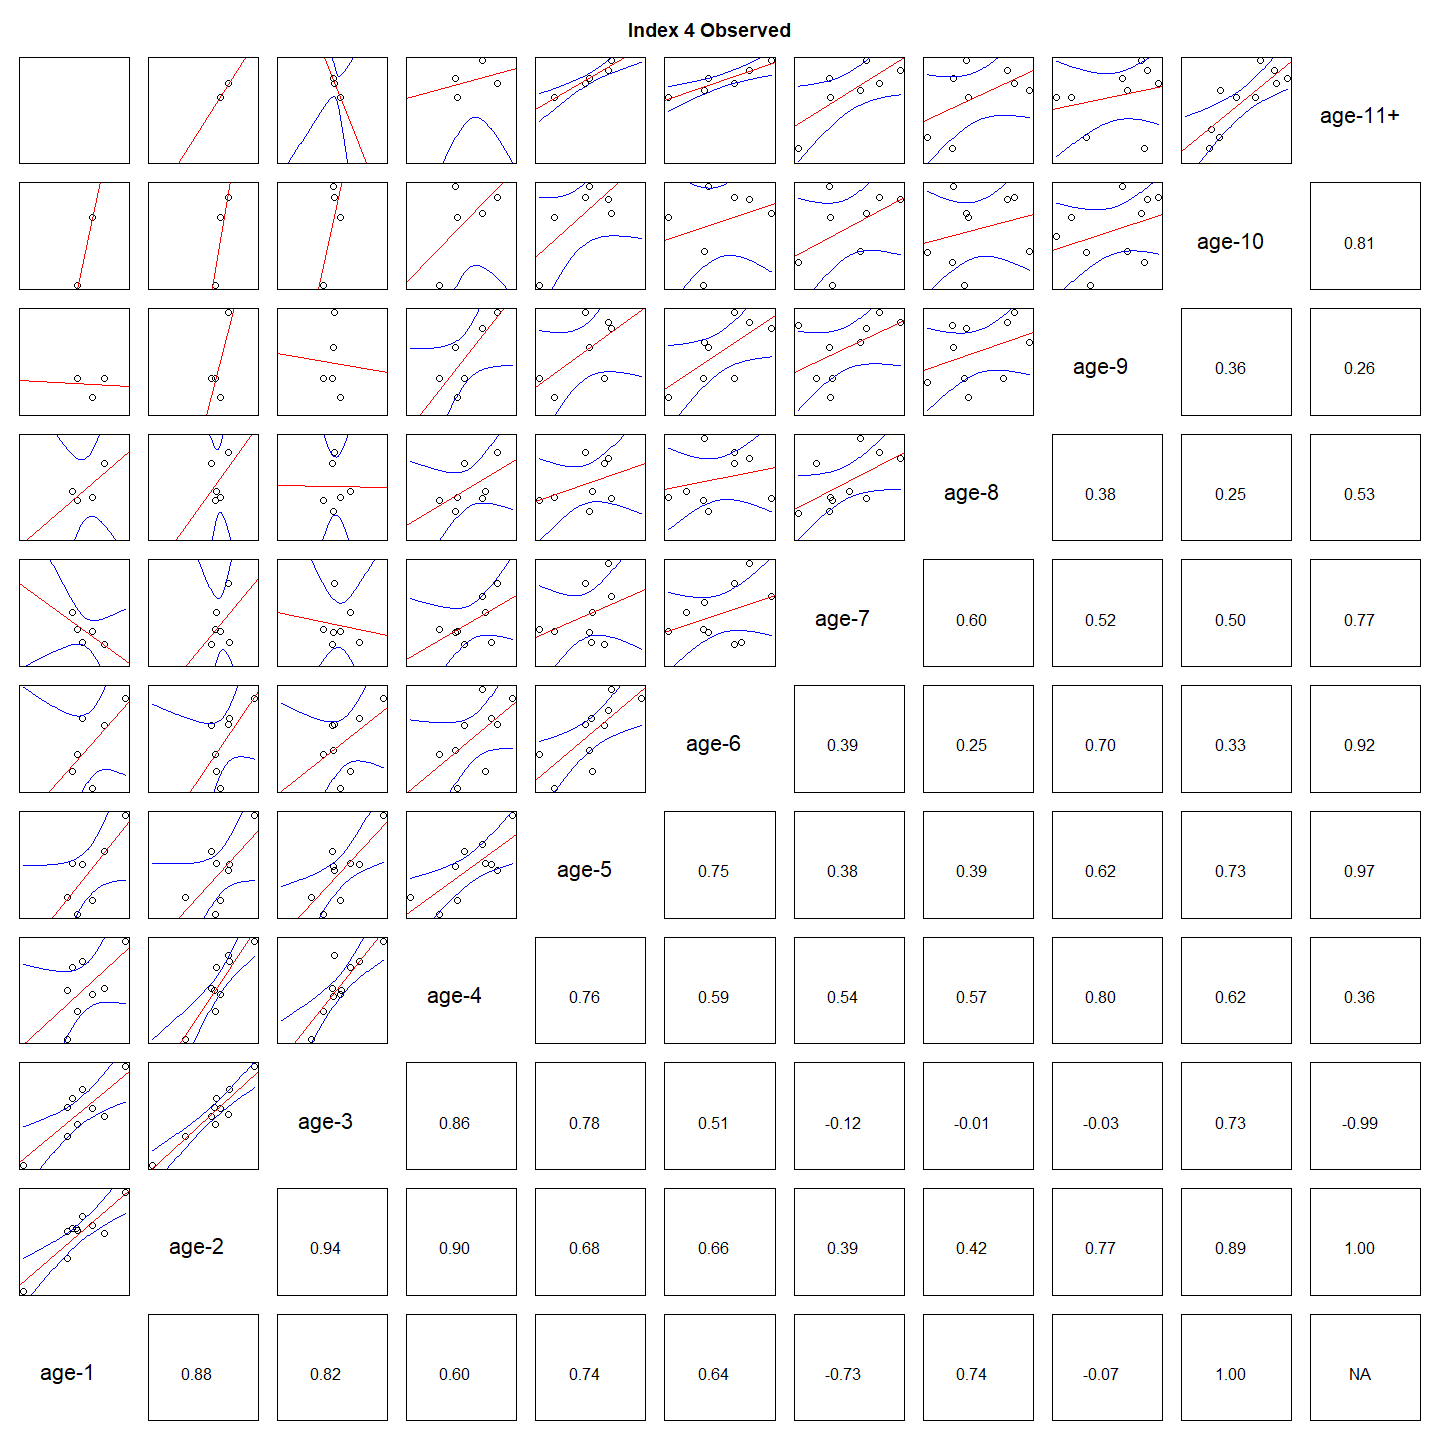 Index 4 Observed
age-11+
age-10 0.81
age-9 0.36 0.26
age-8 0.38 0.25 0.53
age-7 0.60 0.52 0.50 0.77
age-6 0.39 0.25 0.70 0.33 0.92
age-5 0.75 0.38 0.39 0.62 0.73 0.97
age-4 0.76 0.59 0.54 0.57 0.80 0.62 0.36
age-3 0.86 0.78 0.51 -0.12 -0.01 -0.03 0.73 -0.99
age-2 0.94 0.90 0.68 0.66 0.39 0.42 0.77 0.89 1.00
age-1 0.88 0.82 0.60 0.74 0.64 -0.73 0.74 -0.07 1.00 NA